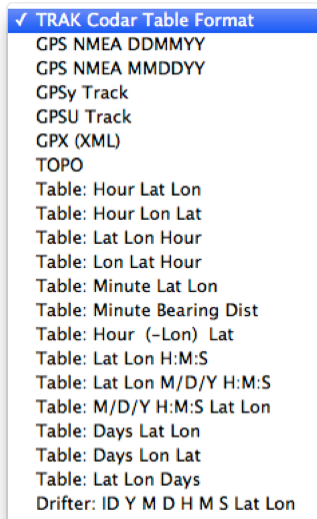 ✓ TRAK Codar Table Format
GPS NMEA DDMMYY
GPS NMEA MMDDYY
GPSy Track
GPSU Track
GPX (XML)
TOPO
Table: Hour Lat Lon
Table: Hour Lon Lat
Table: Lat Lon Hour
Table: Lon Lat Hour
Table: Minute Lat Lon
Table: Minute Bearing Dist
Table: Hour  (-Lon)  Lat
Table: Lat Lon H:M:S
Table: Lat Lon M/D/Y H:M:S
Table: M/D/Y H:M:S Lat Lon
Table: Days Lat Lon
Table: Days Lon Lat
Table: Lat Lon Days
Drifter: ID Y M D H M S Lat Lon